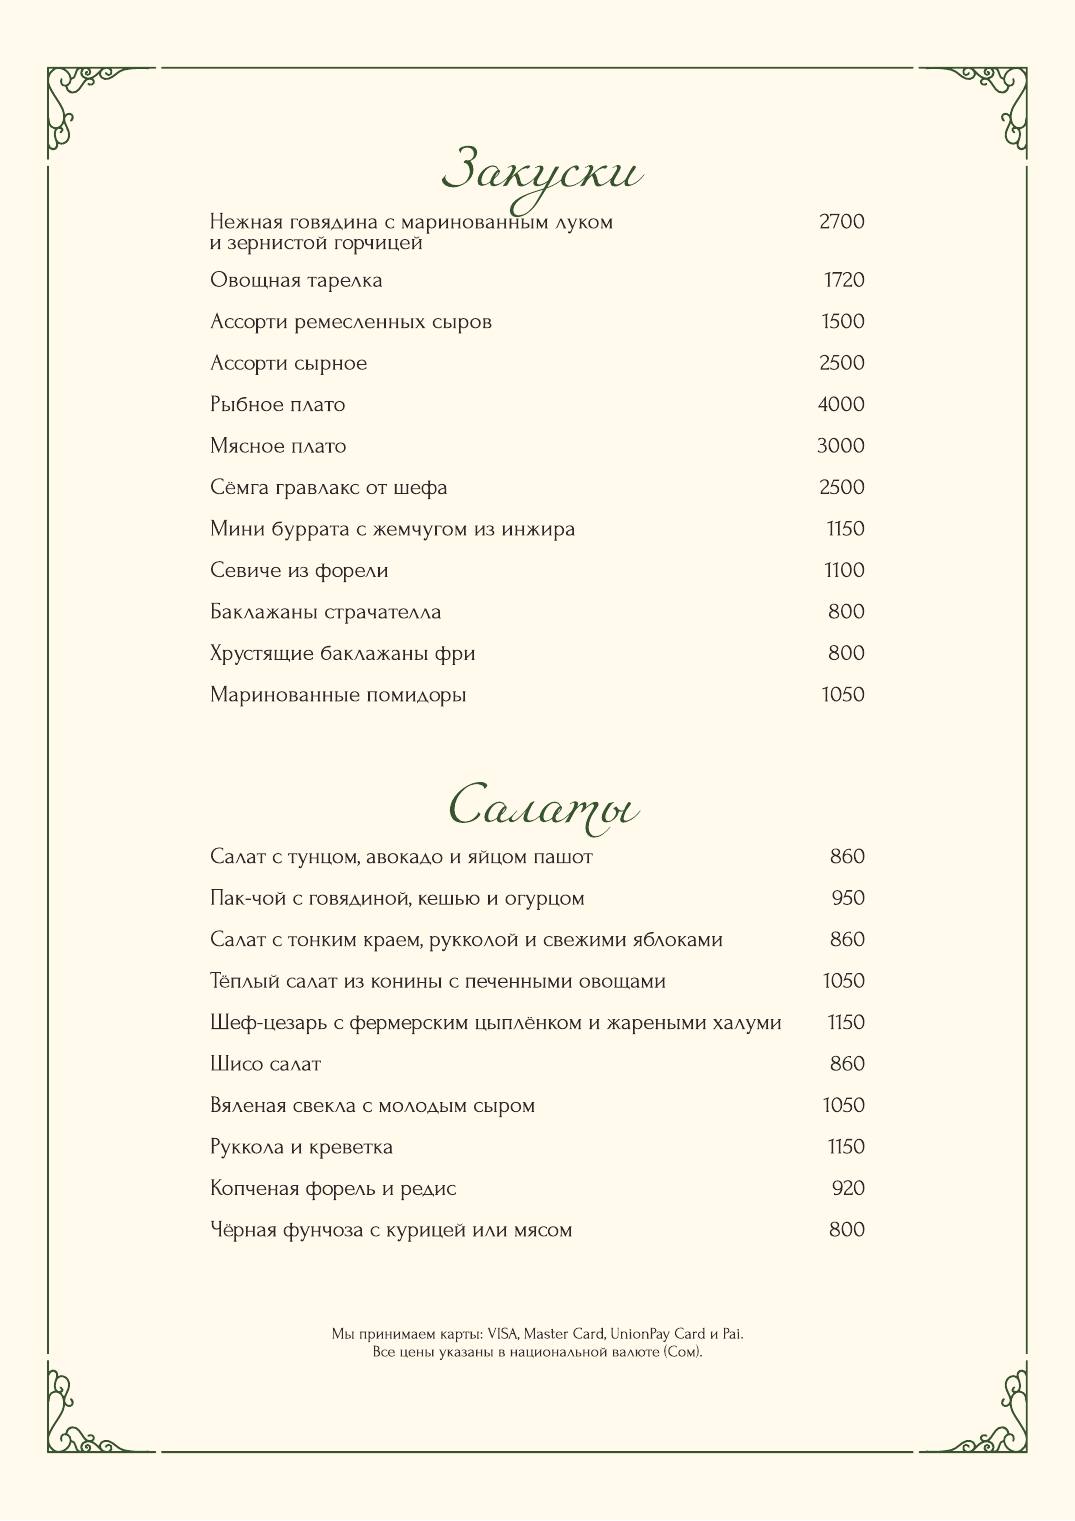 Закуски
Нежная говядина с маринованным луком 2700
и зернистой горчицей
Овощная тарелка 1720
Ассорти ремесленных сыров 1500
Ассорти сырное 2500
Рыбное плато 4000
Мясное плато 3000
Сёмга гравлакс от шефа 2500
Мини буррата с жемчугом из инжира 1150
Севиче из форели 1100
Баклажаны страчателла 800
Хрустящие баклажаны фри 800
Маринованные помидоры 1050
Салаты
Салат с тунцом, авокадо и яйцом пашот 860
Пак-чой с говядиной, кешью и огурцом 950
Салат с тонким краем, рукколой и свежими яблоками 860
Тёплый салат из конины с печенными овощами 1050
Шеф-цезарь с фермерским цыплёнком и жареными халуми 1150
Шисо салат 860
Вяленая свекла с молодым сыром 1050
Руккола и креветка 1150
Копченая форель и редис 920
Чёрная фунчоза с курицей или мясом 800
Мы принимаем карты: VISA, Master Card, UnionPay Card и Pai.
Все цены указаны в национальной валюте (Сом).